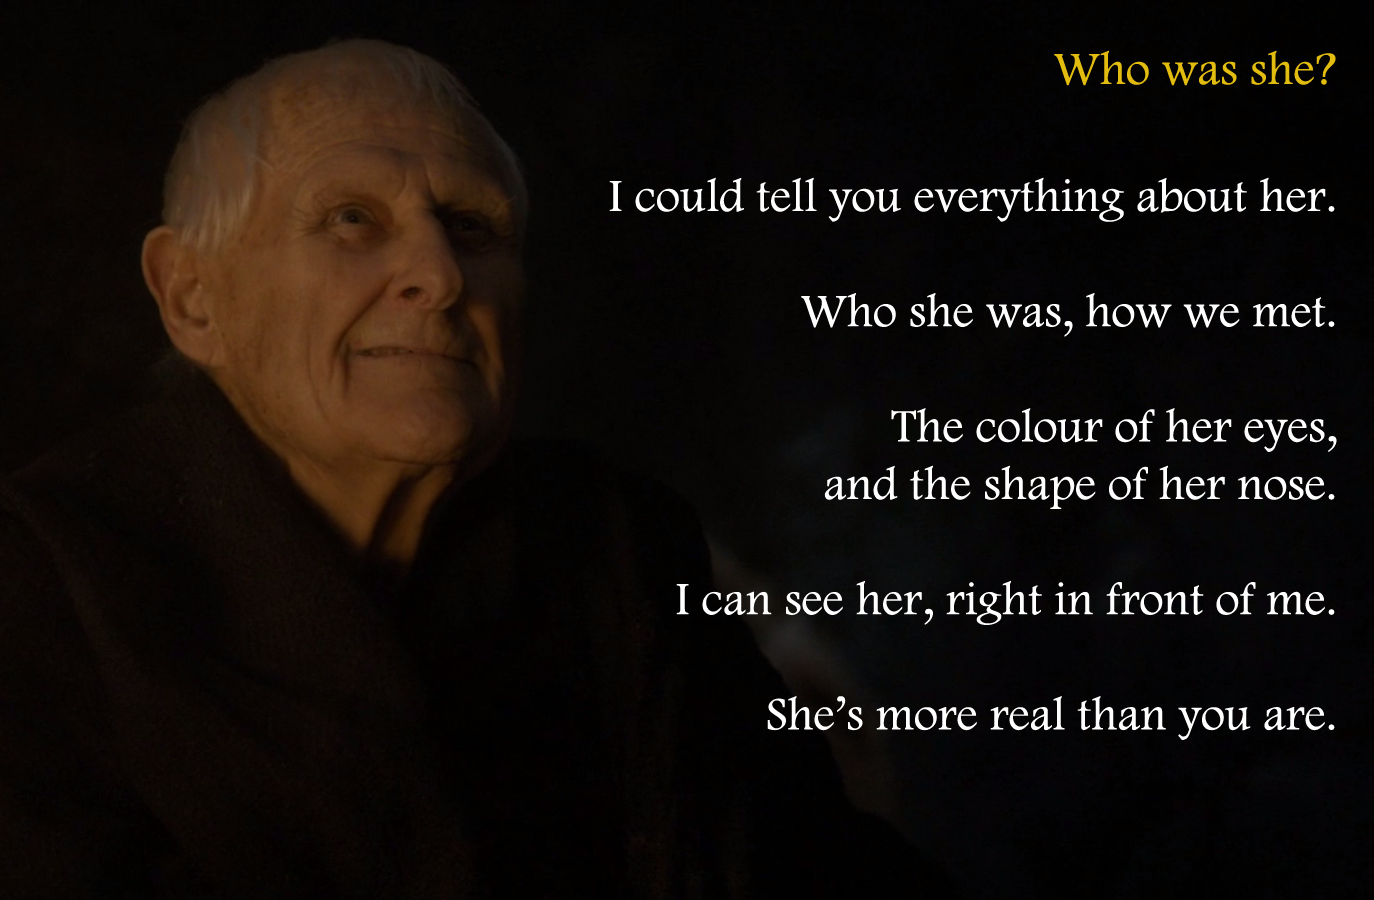 Who was she?
I could tell you everything about her.
Who she was, how we met.
The colour of her eyes,
and the shape of her nose.
I can see her, right in front of me.
She’s more real than you are.